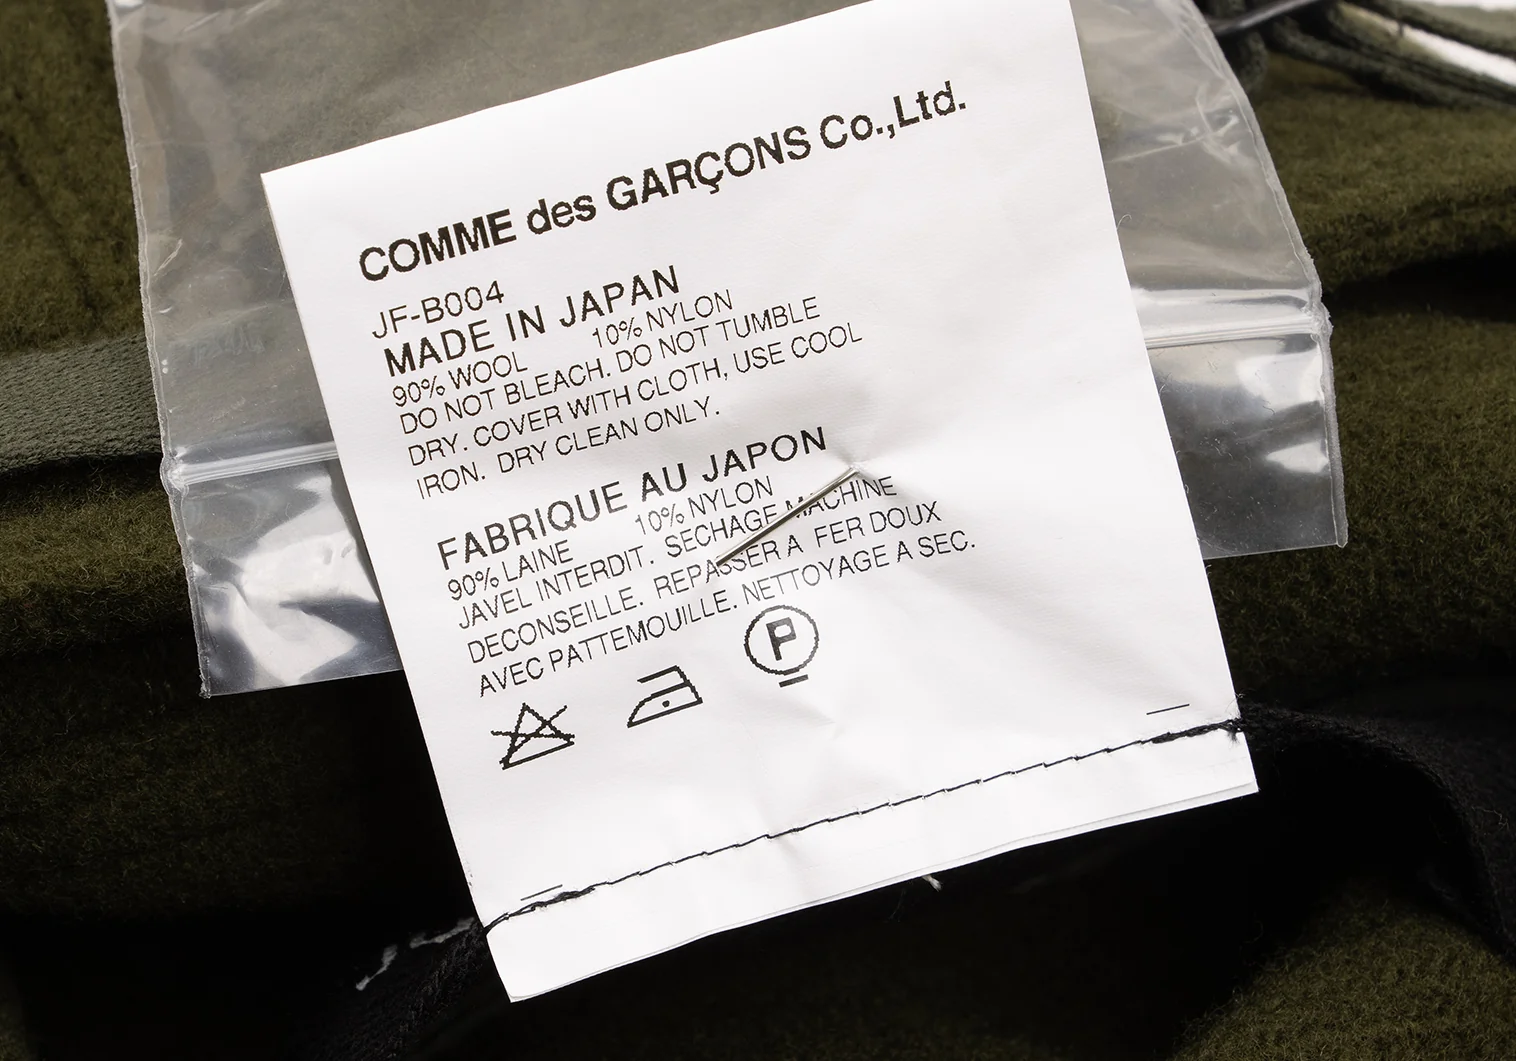 COMME des GARÇONS Co.,Ltd.
JF-B004
MADE IN JAPAN
90% WOOL 10% NYLON
DO NOT BLEACH. DO NOT TUMBLE
DRY. COVER WITH CLOTH, USE COOL
IRON. DRY CLEAN ONLY.
FABRIQUE AU JAPON
90% LAINE 10% NYLON
JAVEL INTERDIT. SECHAGE MACHINE
DECONSEILLE. REPASSER A FER DOUX
AVEC PATTEMOUILLE. NETTOYAGE A SEC.
P